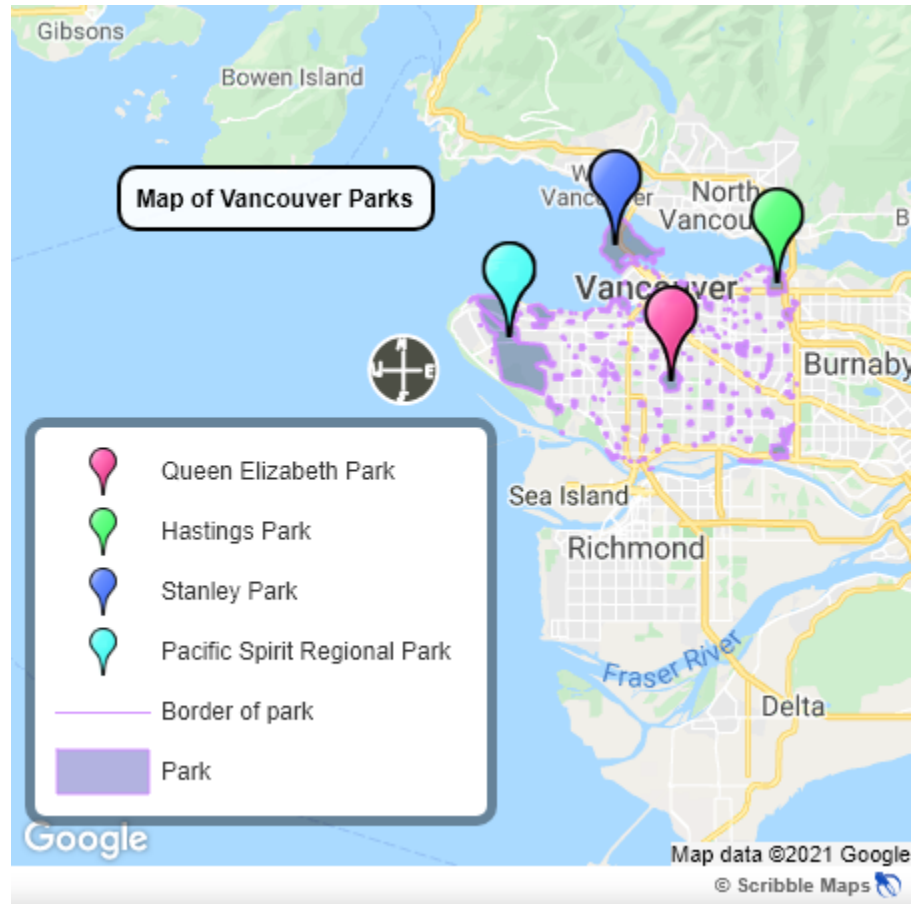 Gibsons
Bowen Island
Map of Vancouver Parks
Vancouver
North
Vancouver
Burnaby
N
W E
S
Sea Island
Richmond
Fraser River
Delta
Queen Elizabeth Park
Hastings Park
Stanley Park
Pacific Spirit Regional Park
Border of park
Park
Google
Map data ©2021 Google
© Scribble Maps